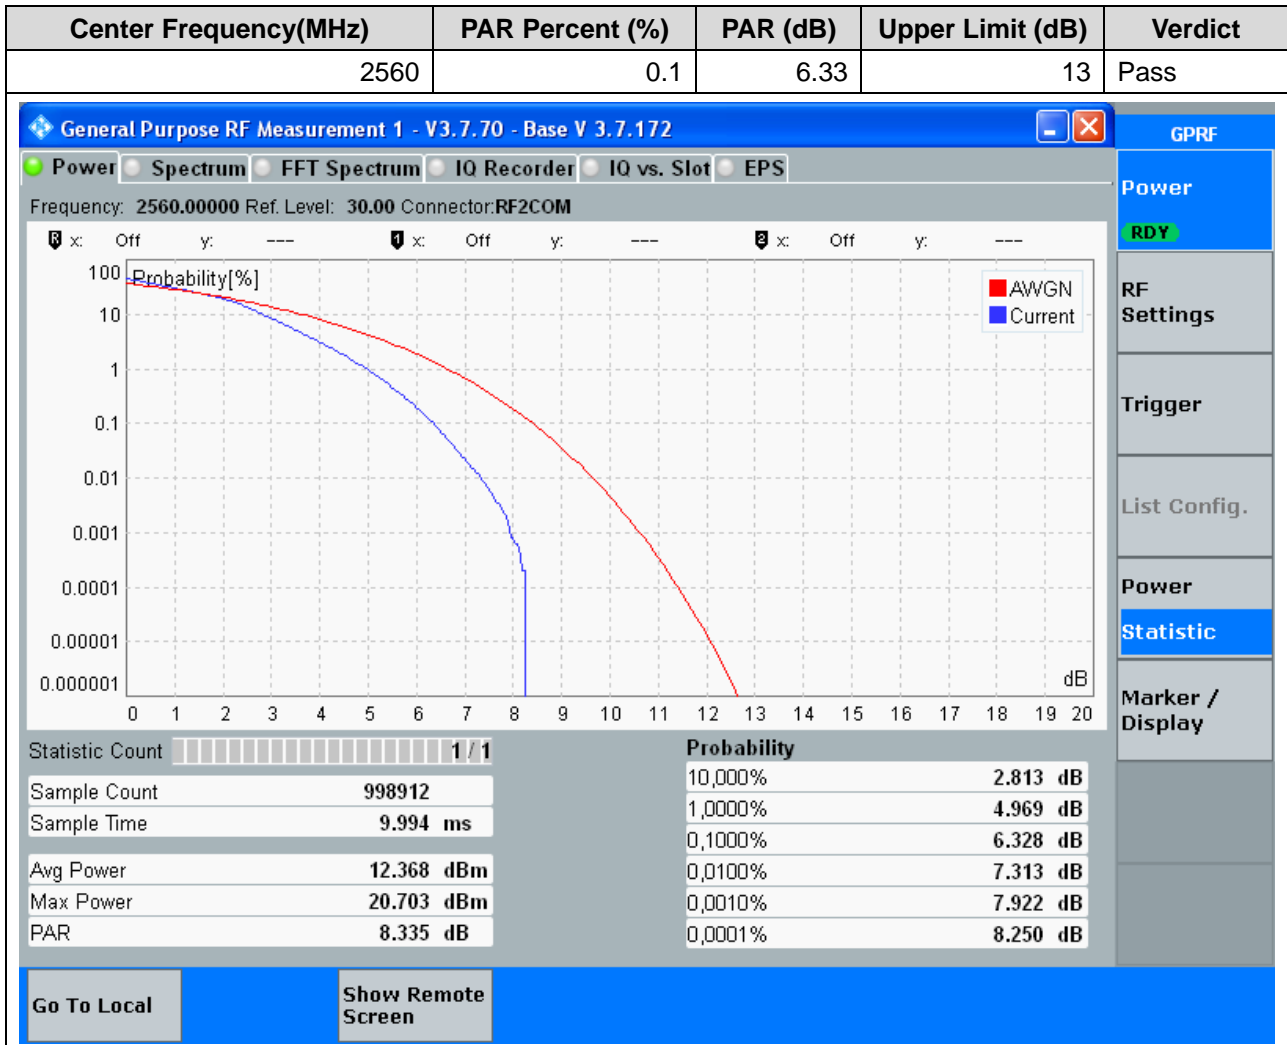 Center Frequency(MHz) PAR Percent (%) PAR (dB) Upper Limit (dB) Verdict
2560 0.1 6.33 13 Pass
General Purpose RF Measurement 1 - V3.7.70 - Base V 3.7.172
GPRF
Power Spectrum FFT Spectrum IQ Recorder IQ vs. Slot EPS
Frequency: 2560.00000 Ref. Level: 30.00 Connector:RF2COM
R x: Off y: --- 1 x: Off y: --- 2 x: Off y: ---
Probability[%]
100
10
1
0.1
0.01
0.001
0.0001
0.00001
0.000001
AWGN
Current
dB
0 1 2 3 4 5 6 7 8 9 10 11 12 13 14 15 16 17 18 19 20
Statistic Count 1 / 1
Sample Count 998912
Sample Time 9.994 ms
Avg Power 12.368 dBm
Max Power 20.703 dBm
PAR 8.335 dB
Probability
10,000% 2.813 dB
1,0000% 4.969 dB
0,1000% 6.328 dB
0,0100% 7.313 dB
0,0010% 7.922 dB
0,0001% 8.250 dB
Power
RDY
RF
Settings
Trigger
List Config.
Power
Statistic
Marker /
Display
Go To Local
Show Remote
Screen